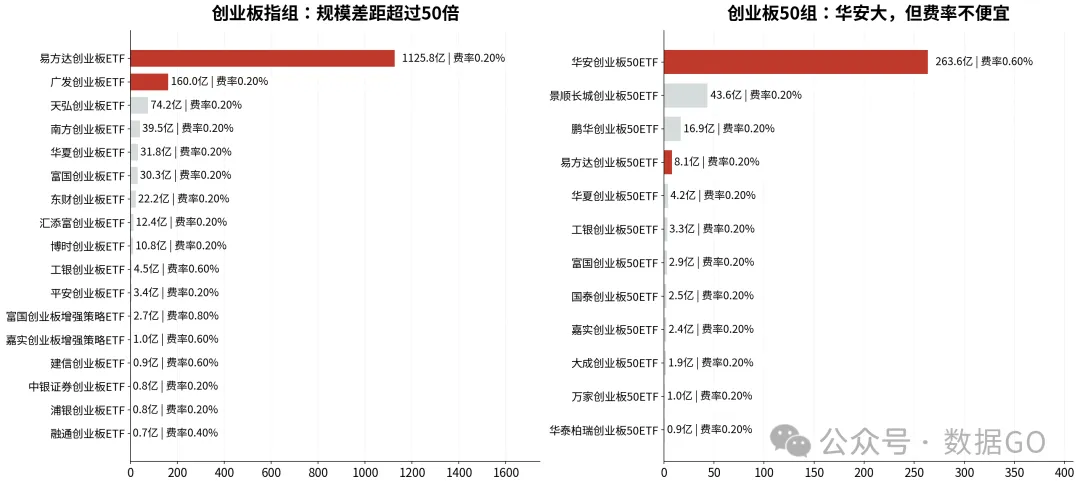 创业板指组：规模差距超过50倍
易方达创业板ETF 1125.8亿 | 费率0.20%
广发创业板ETF 160.0亿 | 费率0.20%
天弘创业板ETF 74.2亿 | 费率0.20%
南方创业板ETF 39.5亿 | 费率0.20%
华夏创业板ETF 31.8亿 | 费率0.20%
富国创业板ETF 30.3亿 | 费率0.20%
东财创业板ETF 22.2亿 | 费率0.20%
汇添富创业板ETF 12.4亿 | 费率0.20%
博时创业板ETF 10.8亿 | 费率0.20%
工银创业板ETF 4.5亿 | 费率0.60%
平安创业板ETF 3.4亿 | 费率0.20%
富国创业板增强策略ETF 2.7亿 | 费率0.80%
嘉实创业板增强策略ETF 1.0亿 | 费率0.60%
建信创业板ETF 0.9亿 | 费率0.60%
中银证券创业板ETF 0.8亿 | 费率0.20%
浦银创业板ETF 0.8亿 | 费率0.20%
融通创业板ETF 0.7亿 | 费率0.40%
0 200 400 600 800 1000 1200 1400 1600
创业板50组：华安大，但费率不便宜
华安创业板50ETF 263.6亿 | 费率0.60%
景顺长城创业板50ETF 43.6亿 | 费率0.20%
鹏华创业板50ETF 16.9亿 | 费率0.20%
易方达创业板50ETF 8.1亿 | 费率0.20%
华夏创业板50ETF 4.2亿 | 费率0.20%
工银创业板50ETF 3.3亿 | 费率0.20%
富国创业板50ETF 2.9亿 | 费率0.20%
国泰创业板50ETF 2.5亿 | 费率0.20%
嘉实创业板50ETF 2.4亿 | 费率0.20%
大成创业板50ETF 1.9亿 | 费率0.20%
万家创业板50ETF 1.0亿 | 费率0.20%
华泰柏瑞创业板50ETF 0.9亿 | 费率0.20%
0 50 100 150 200 250 300 350 400
公众号 · 数据GO